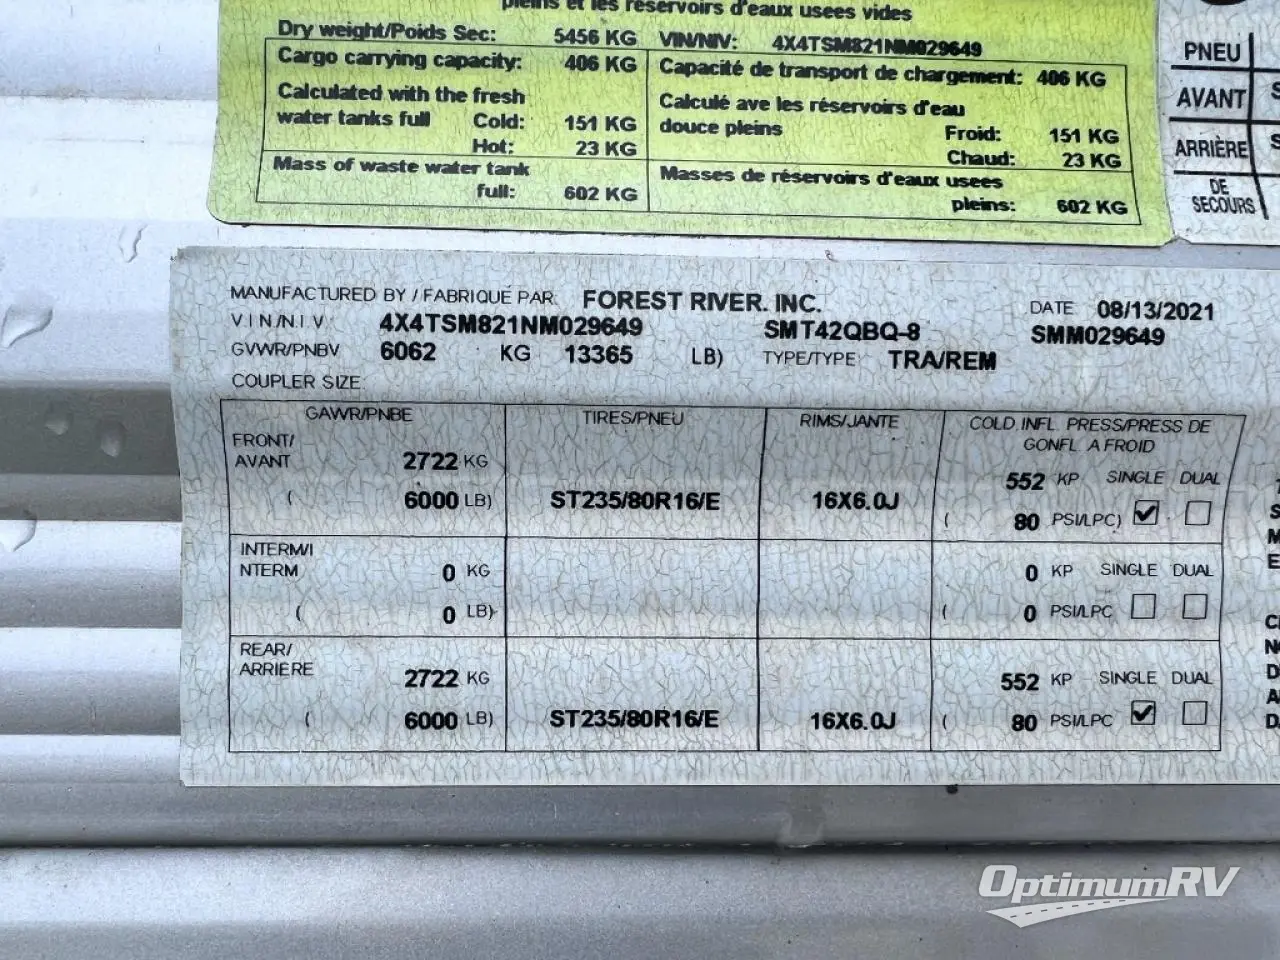 pleins et les réservoirs d'eaux usees vides
Dry weight/Poids Sec: 5456 KG VIN/NIV: 4X4TSM821NM029649
Cargo carrying capacity: 406 KG Capacité de transport de chargement: 406 KG
Calculated with the fresh Calculé ave les réservoirs d'eau
water tanks full Cold: 151 KG douce pleins Froid: 151 KG
Hot: 23 KG Chaud: 23 KG
Mass of waste water tank Masses de réservoirs d'eaux usees
full: 602 KG pleins: 602 KG
PNEU
AVANT S
ARRIÈRE S
DE
SECOURS
MANUFACTURED BY / FABRIQUÉ PAR: FOREST RIVER. INC. DATE 08/13/2021
V I N./N.I V. 4X4TSM821NM029649 SMT42QBQ-8 SMM029649
GVWR/PNBV 6062 KG 13365 LB) TYPE/TYPE: TRA/REM
COUPLER SIZE:
GAWR/PNBE TIRES/PNEU RIMS/JANTE COLD. INFL. PRESS/PRESS DE
GONFL. A FROID
FRONT/
AVANT 2722 KG 552 KP SINGLE DUAL
( 6000 LB) ST235/80R16/E 16X6.0J ( 80 PSI/LPC)
INTERM/I
NTERM 0 KG 0 KP SINGLE DUAL
( 0 LB) ( 0 PSI/LPC
REAR/
ARRIERE 2722 KG 552 KP SINGLE DUAL
( 6000 LB) ST235/80R16/E 16X6.0J ( 80 PSI/LPC
OptimumRV